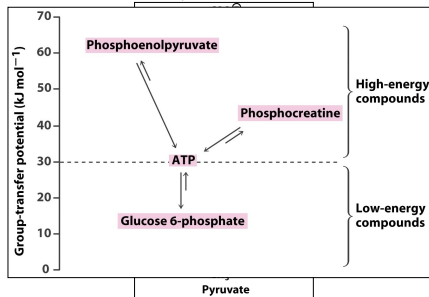 Group-transfer potential (kJ mol⁻¹)
70
60
50
40
30
20
10
0
Phosphoenolpyruvate
Phosphocreatine
ATP
Glucose 6-phosphate
High-energy
compounds
Low-energy
compounds
Pyruvate